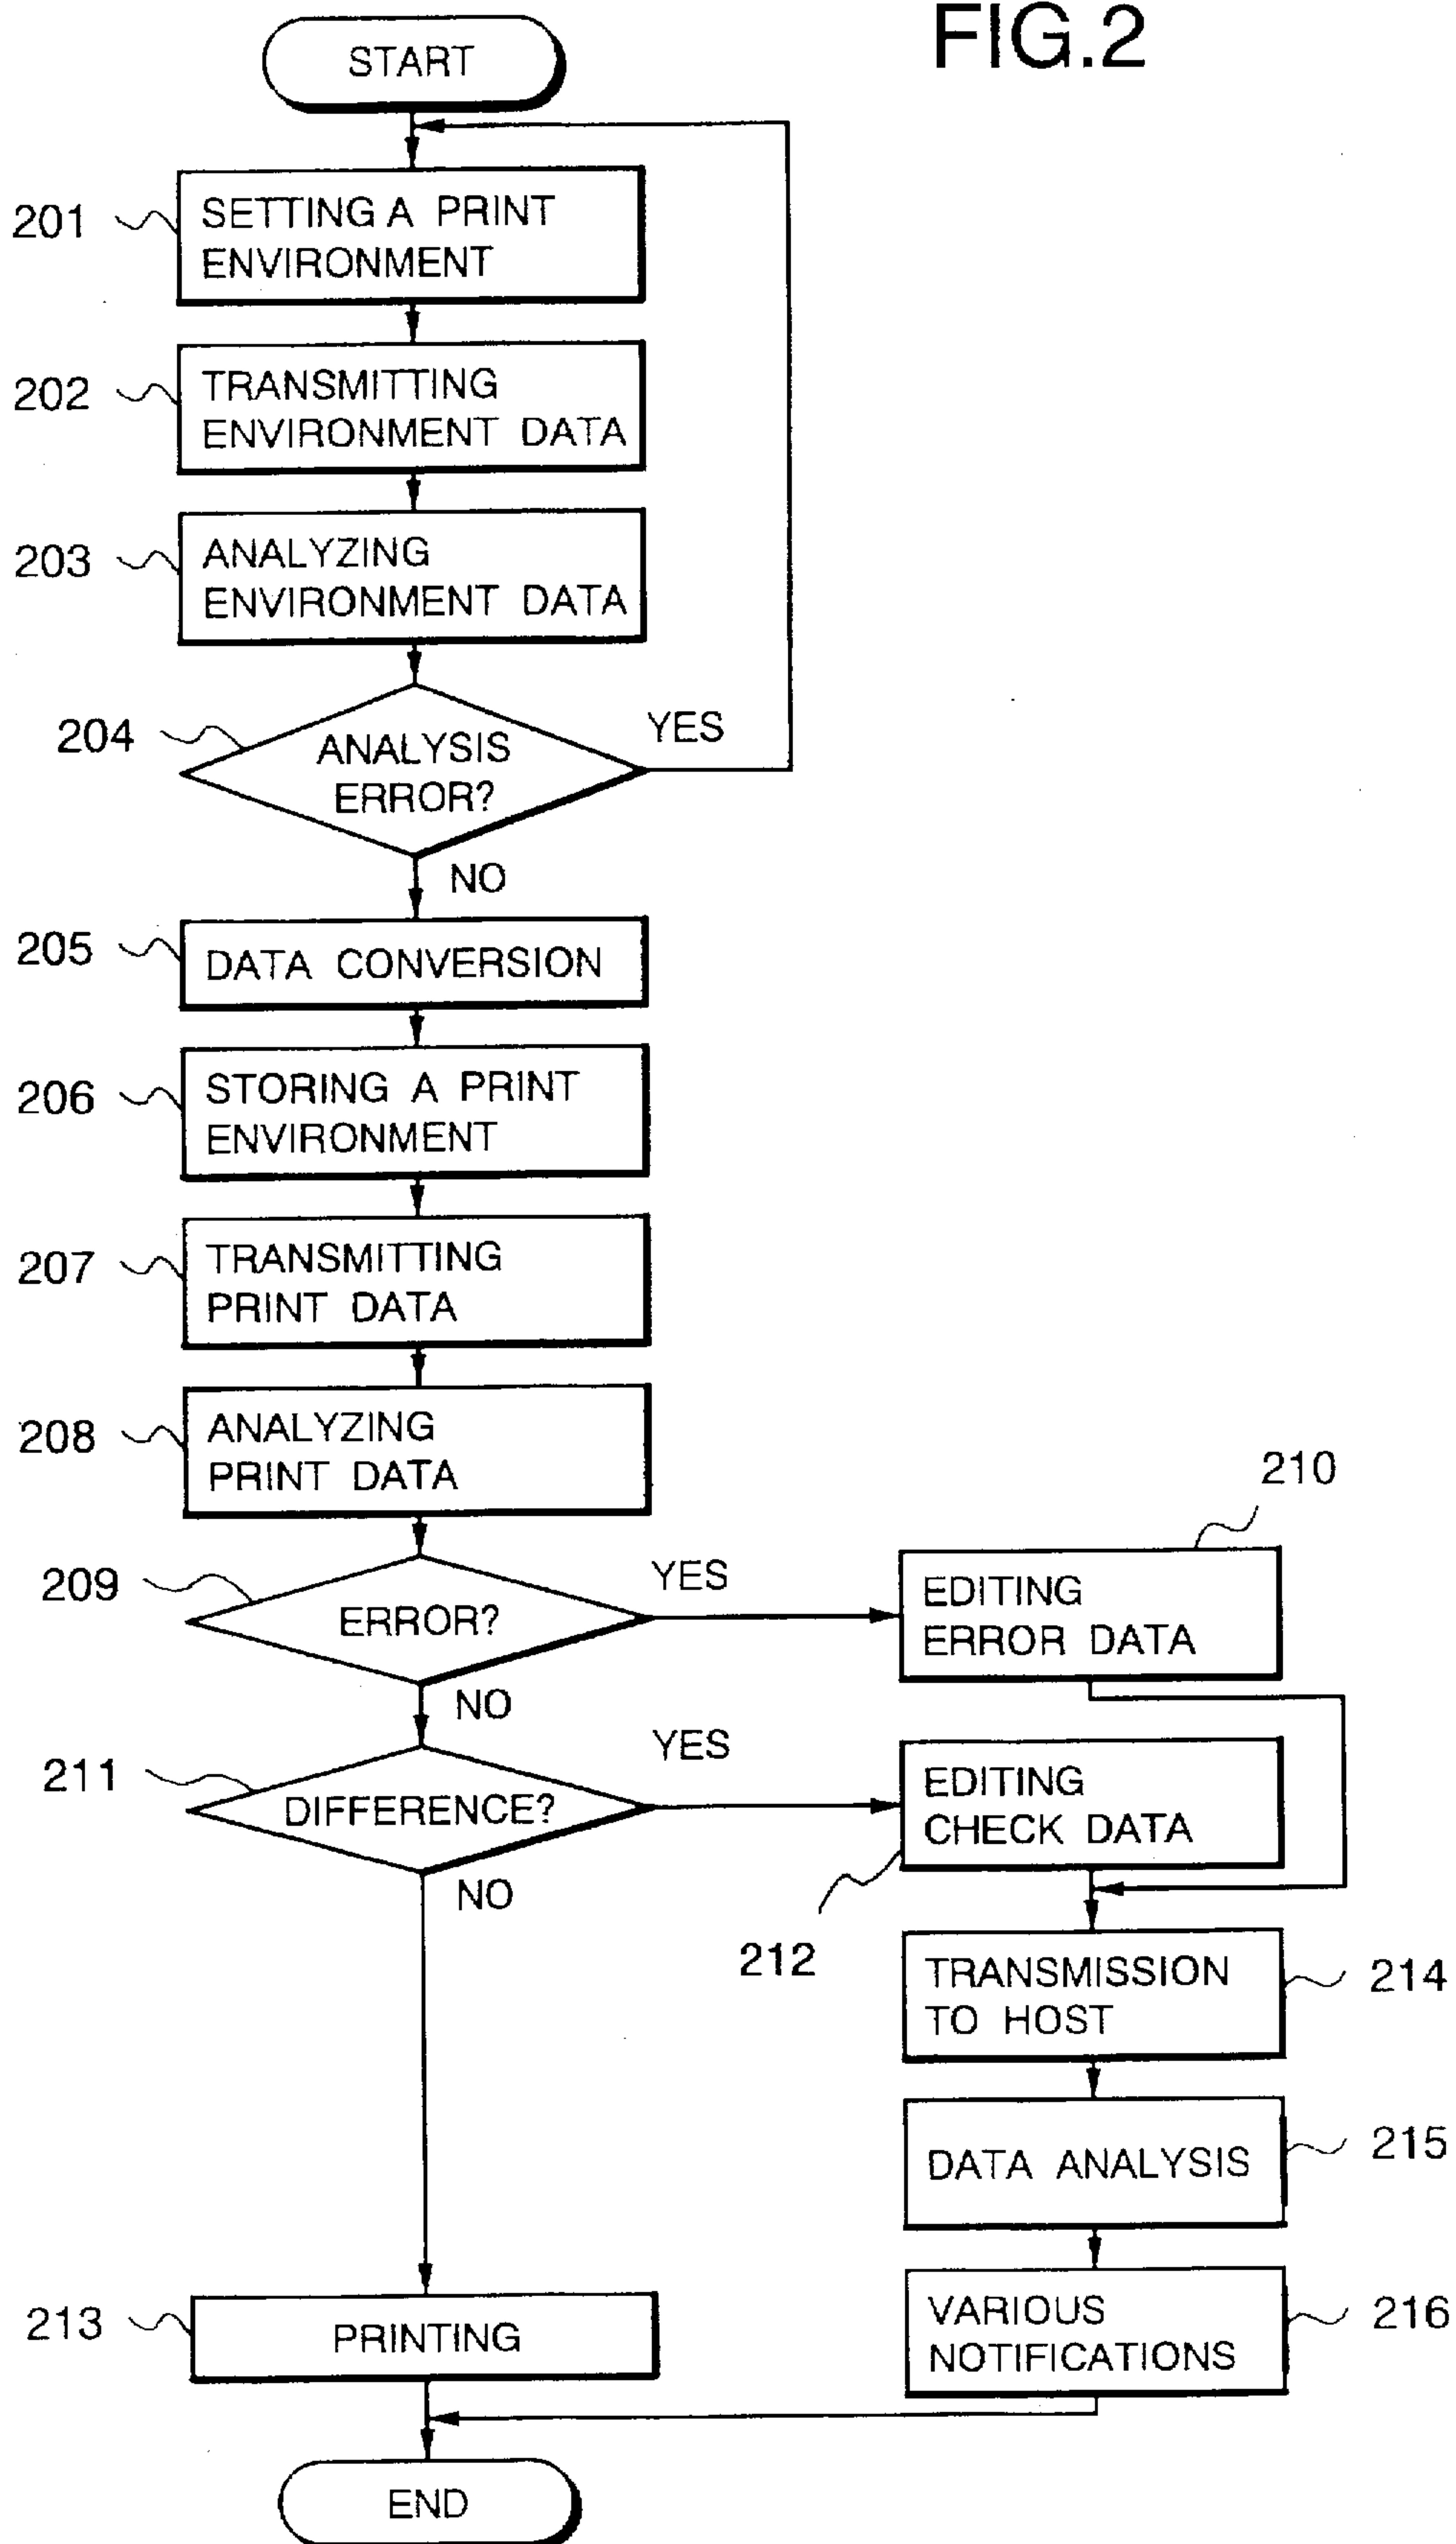 FIG.2
START
201
SETTING A PRINT
ENVIRONMENT
202
TRANSMITTING
ENVIRONMENT DATA
203
ANALYZING
ENVIRONMENT DATA
204
ANALYSIS
ERROR?
YES
NO
205
DATA CONVERSION
206
STORING A PRINT
ENVIRONMENT
207
TRANSMITTING
PRINT DATA
208
ANALYZING
PRINT DATA
209
ERROR?
YES
NO
210
EDITING
ERROR DATA
211
DIFFERENCE?
YES
NO
212
EDITING
CHECK DATA
214
TRANSMISSION
TO HOST
215
DATA ANALYSIS
216
VARIOUS
NOTIFICATIONS
213
PRINTING
END